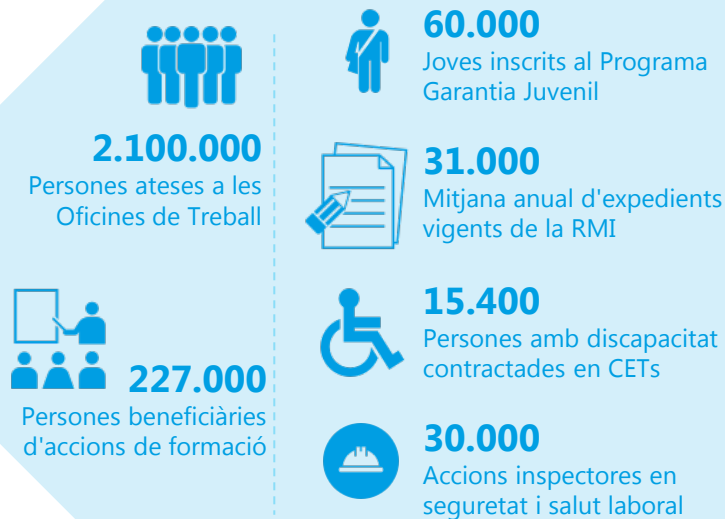 2.100.000
Persones ateses a les
Oficines de Treball
227.000
Persones beneficiàries
d'accions de formació
60.000
Joves inscrits al Programa
Garantia Juvenil
31.000
Mitjana anual d'expedients
vigents de la RMI
15.400
Persones amb discapacitat
contractades en CETs
30.000
Accions inspectores en
seguretat i salut laboral